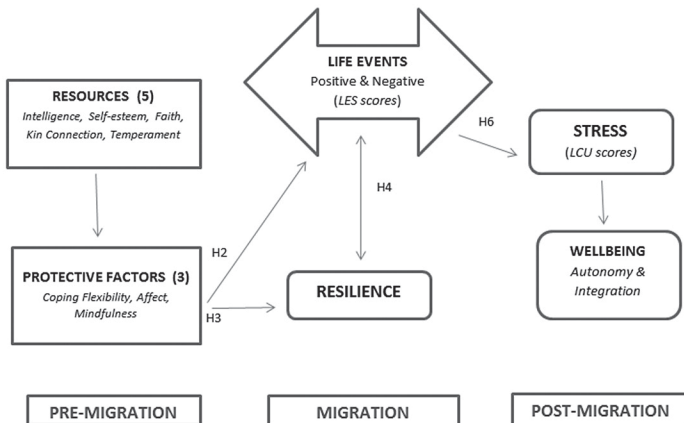 RESOURCES (5)
Intelligence, Self-esteem, Faith,
Kin Connection, Temperament
PROTECTIVE FACTORS (3)
Coping Flexibility, Affect,
Mindfulness
H2
H3
LIFE EVENTS
Positive & Negative
(LES scores)
H4
RESILIENCE
H6
STRESS
(LCU scores)
WELLBEING
Autonomy &
Integration
PRE-MIGRATION
MIGRATION
POST-MIGRATION